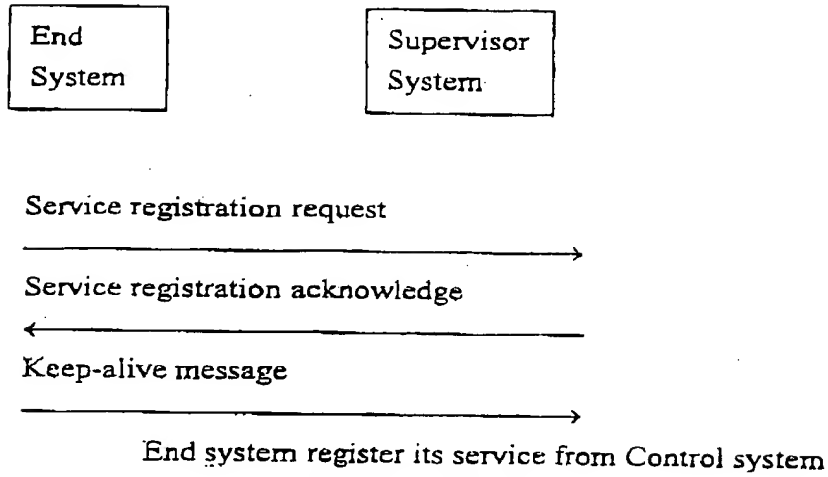 End
System
Supervisor
System
Service registration request
Service registration acknowledge
Keep-alive message
End system register its service from Control system